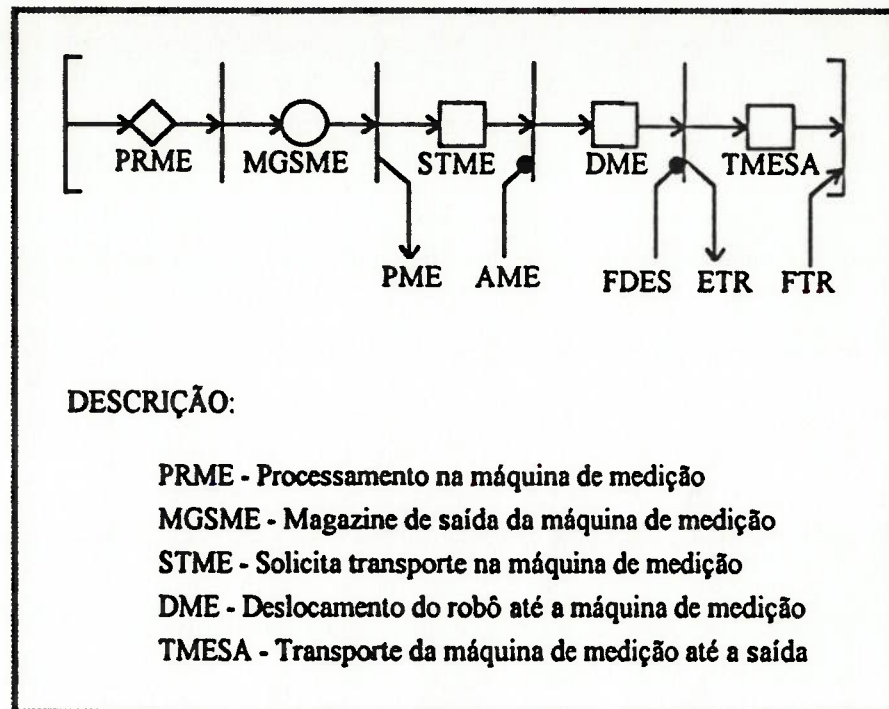 PRME MGSME STME DME TMESA
PME AME FDES ETR FTR
DESCRIÇÃO:
PRME - Processamento na máquina de medição
MGSME - Magazine de saída da máquina de medição
STME - Solicita transporte na máquina de medição
DME - Deslocamento do robô até a máquina de medição
TMESA - Transporte da máquina de medição até a saída